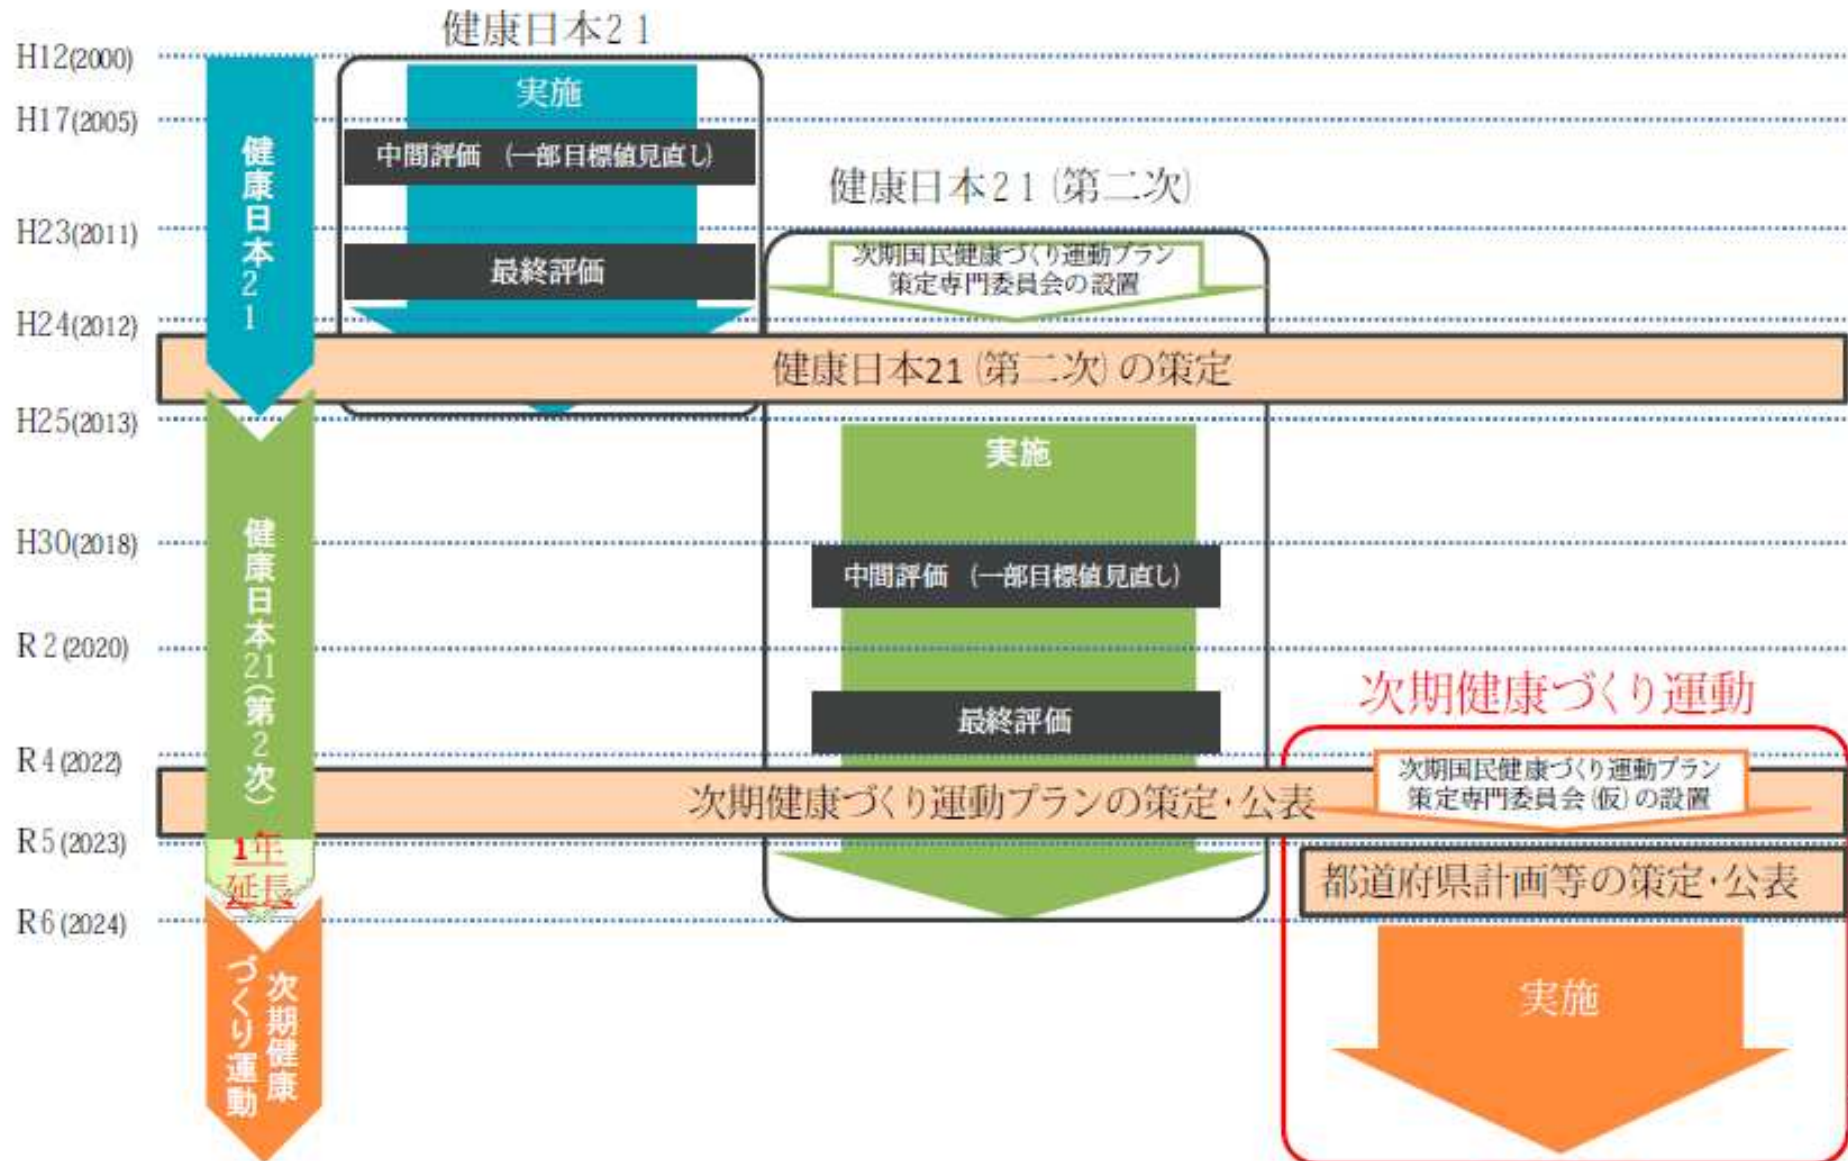 健康日本21
H12(2000)
実施
H17(2005)
中間評価 (一部目標値見直し)
健康日本21
健康日本21(第二次)
H23(2011)
次期国民健康づくり運動プラン
策定専門委員会の設置
最終評価
H24(2012)
健康日本21(第二次)の策定
H25(2013)
実施
H30(2018)
中間評価 (一部目標値見直し)
健康日本21(第2次)
R2(2020)
次期健康づくり運動
最終評価
R4(2022)
次期国民健康づくり運動プラン
策定専門委員会(仮)の設置
次期健康づくり運動プランの策定・公表
R5(2023)
1年
延長
都道府県計画等の策定・公表
R6(2024)
次期健康
づくり運動
実施